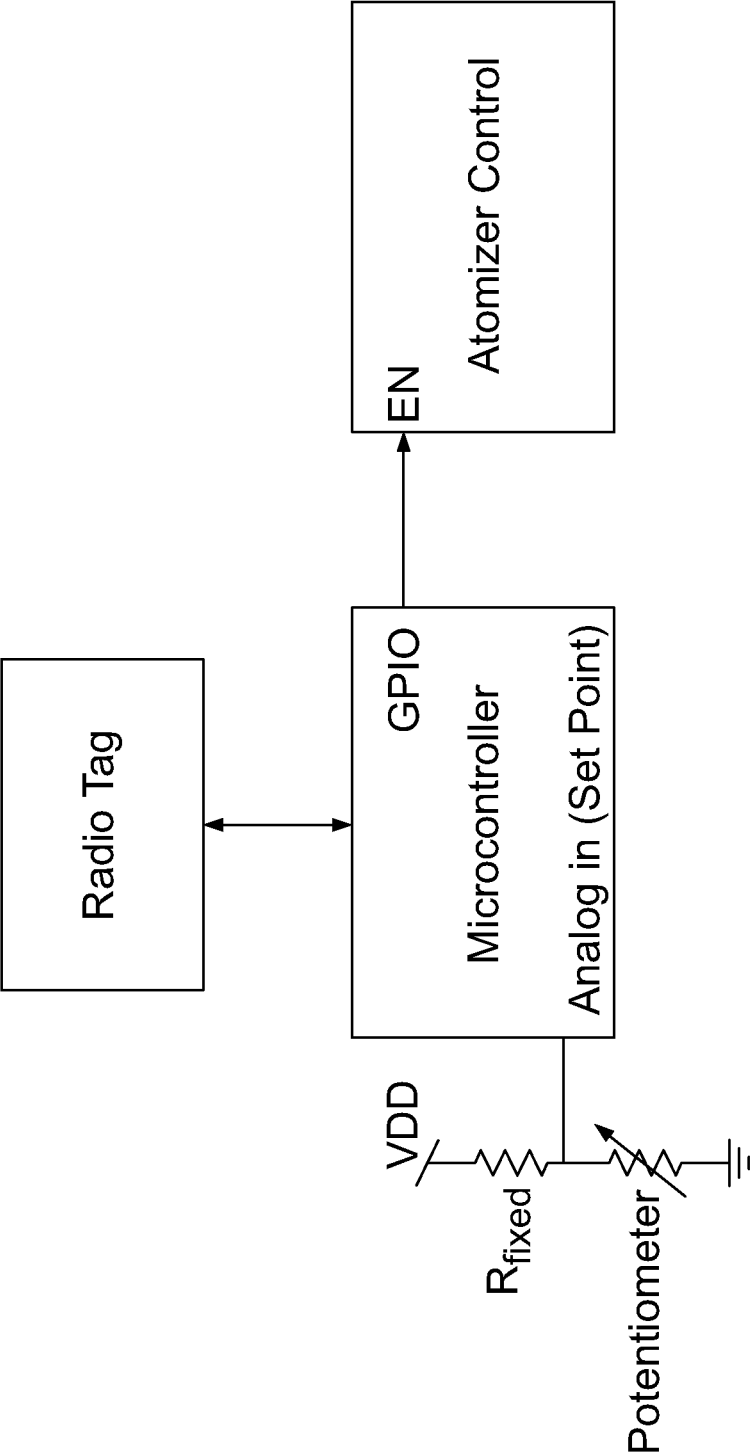 Radio Tag
VDD
GPIO
EN
Rfixed
Microcontroller
Atomizer Control
Analog in (Set Point)
Potentiometer